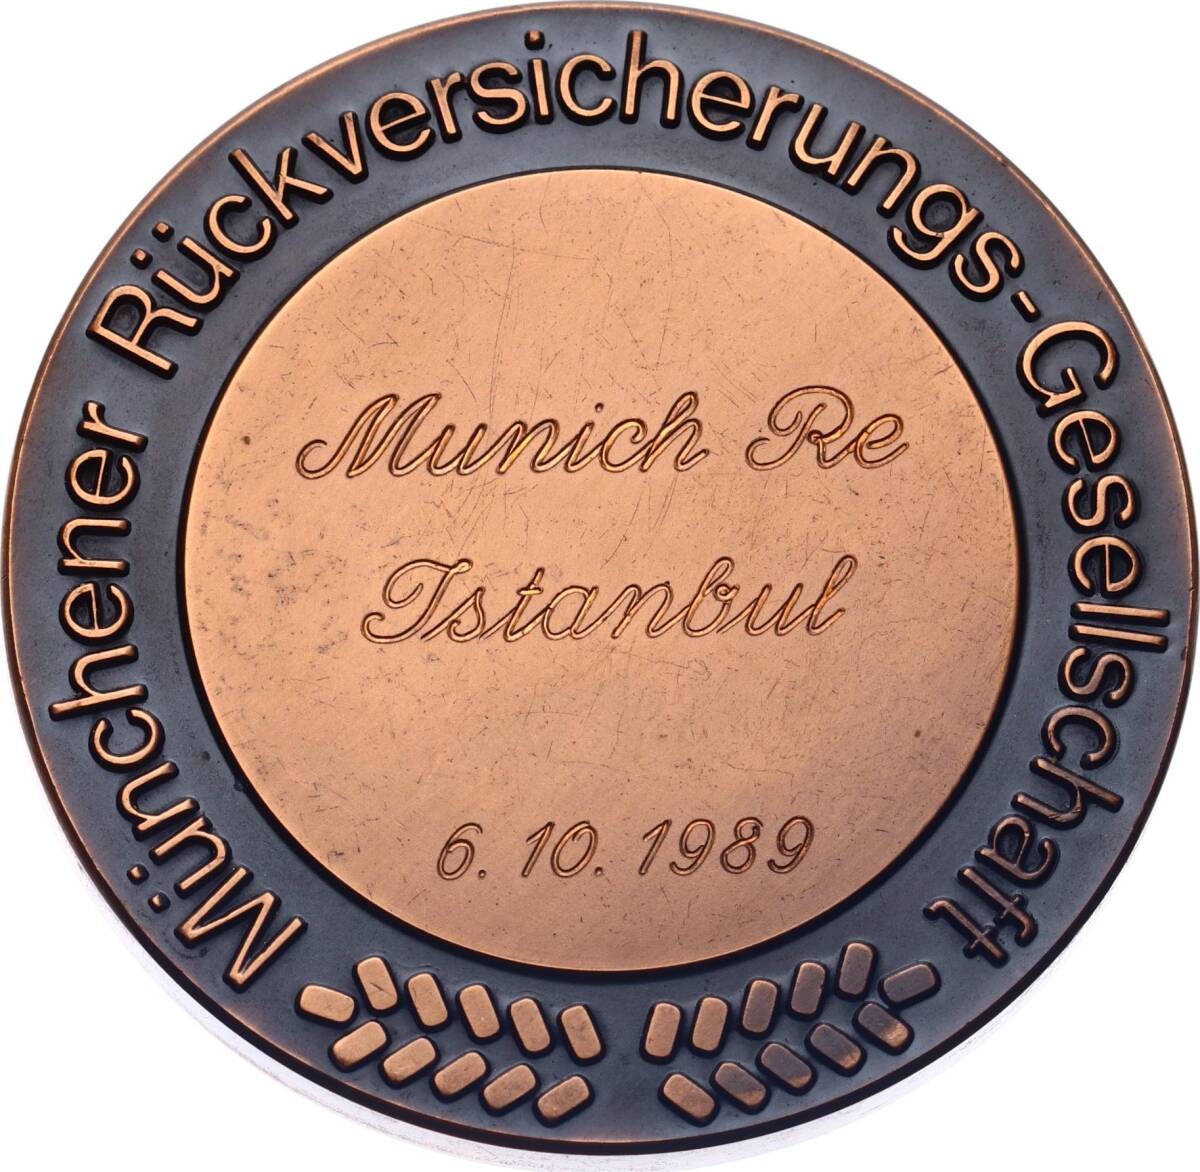 Münchener Rückversicherungs-Gesellschaft
Munich Re
Istanbul
6. 10. 1989